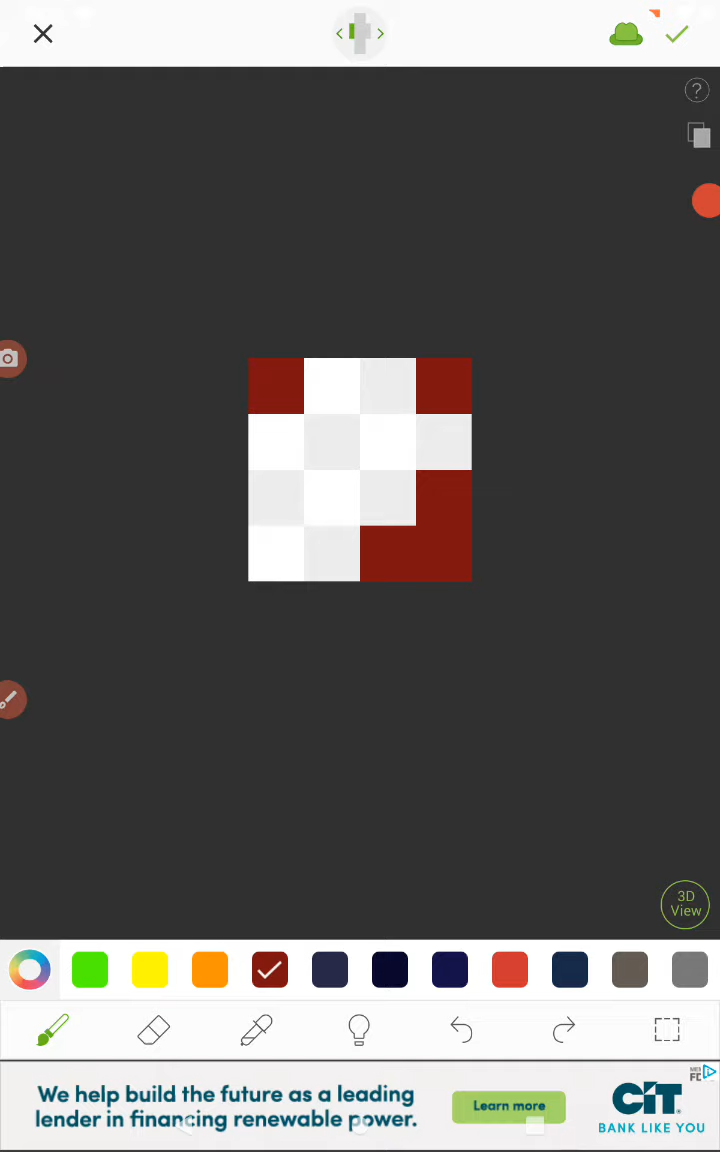 ?
3D
View
We help build the future as a leading
lender in financing renewable power.
Learn more
CIT
BANK LIKE YOU